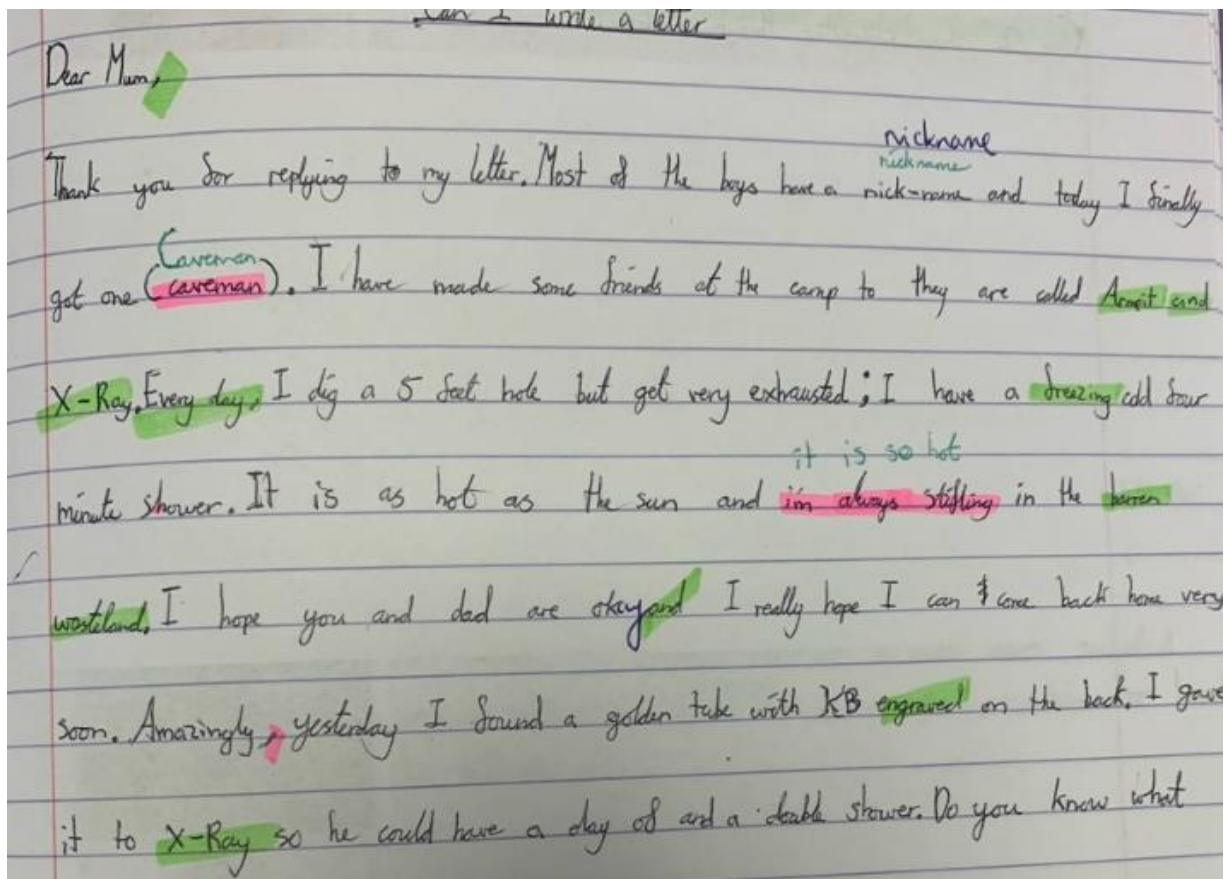 Can I write a letter
Dear Mum,
nickname
nickname
Thank you for replying to my letter. Most of the boys have a nick-name and today I finally
Caveman
got one (caveman). I have made some friends at the camp to they are called Armpit and
X-Ray. Every day, I dig a 5 feet hole but get very exhausted; I have a freezing cold four
it is so hot
minute shower. It is as hot as the sun and i'm always stifling in the barren
wasteland. I hope you and dad are okay and I really hope I can come back home very
soon. Amazingly, yesterday I found a golden tube with KB engraved on the back. I gave
it to X-Ray so he could have a day of and a double shower. Do you know what